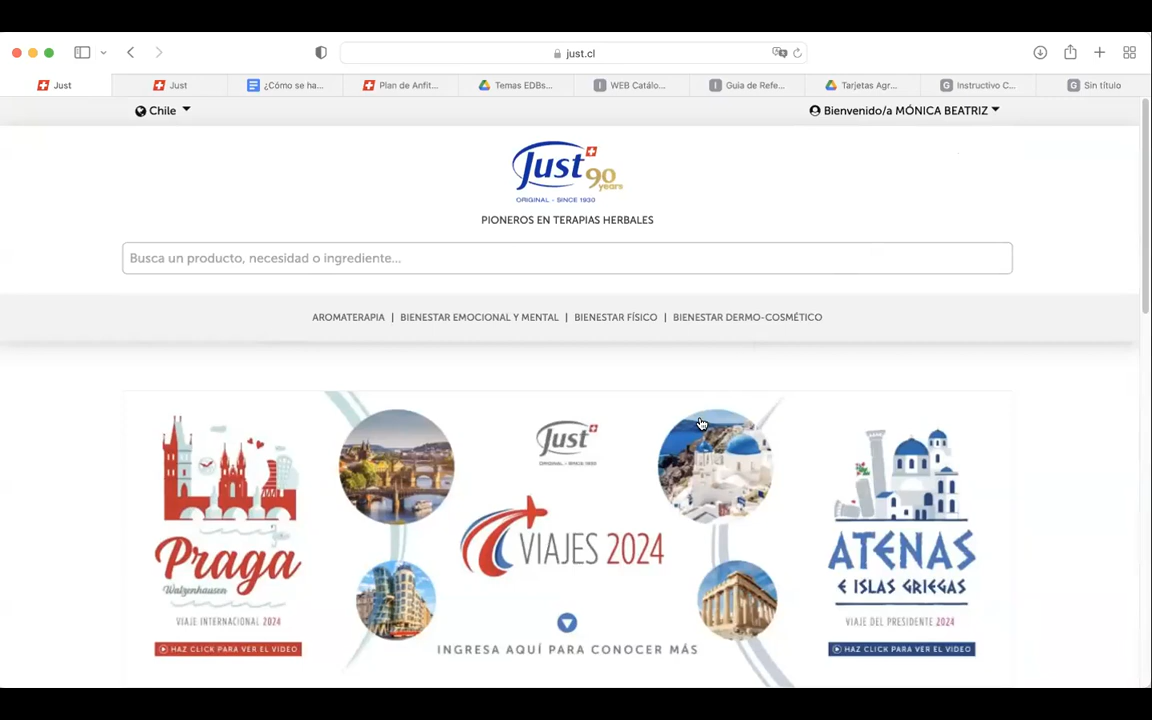 just.cl
Just
Just
¿Cómo se ha...
Plan de Anfit...
Temas EDBs...
WEB Catálo...
Guia de Refe...
Tarjetas Agr...
Instructivo C...
Sin título
Chile
Bienvenido/a MÓNICA BEATRIZ
Just
90
years
ORIGINAL - SINCE 1930
PIONEROS EN TERAPIAS HERBALES
Busca un producto, necesidad o ingrediente...
AROMATERAPIA | BIENESTAR EMOCIONAL Y MENTAL | BIENESTAR FÍSICO | BIENESTAR DERMO-COSMÉTICO
Praga
Walzenhausen
VIAJE INTERNACIONAL 2024
HAZ CLICK PARA VER EL VIDEO
Just
ORIGINAL - SINCE 1930
VIAJES 2024
INGRESA AQUÍ PARA CONOCER MÁS
ATENAS
E ISLAS GRIEGAS
VIAJE DEL PRESIDENTE 2024
HAZ CLICK PARA VER EL VIDEO